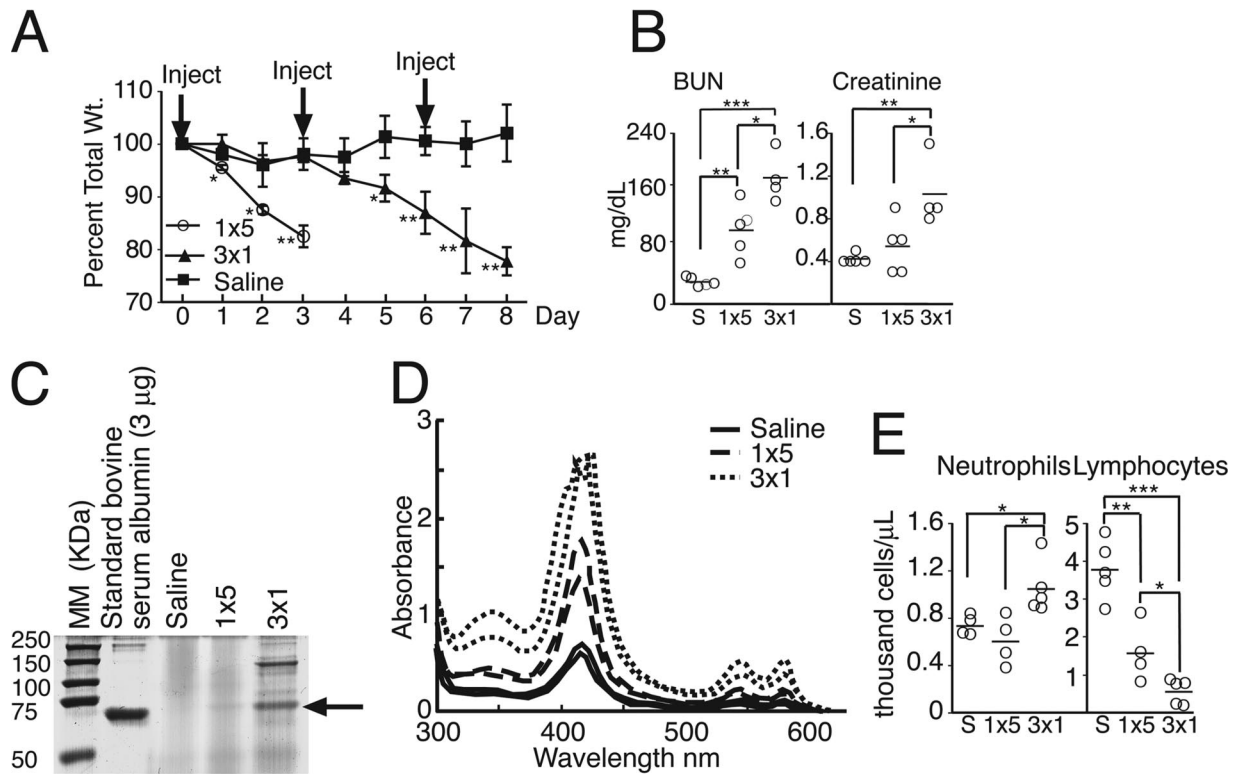 A
Inject
Inject
Inject
Percent Total Wt.
110
100
90
80
70
*
*
**
*
**
**
**
1x5
3x1
Saline
0 1 2 3 4 5 6 7 8 Day
B
BUN
Creatinine
mg/dL
240
160
80
0
***
*
**
S 1x5 3x1
1.6
1.2
0.8
0.4
**
*
S 1x5 3x1
C
MM (KDa)
Standard bovine
serum albumin (3 µg)
Saline
1x5
3x1
250
150
100
75
50
D
Absorbance
3
2
1
0
Saline
1x5
3x1
300 400 500 600
Wavelength nm
E
Neutrophils Lymphocytes
thousand cells/µL
1.6
1.2
0.8
0.4
0
*
*
S 1x5 3x1
5
4
3
2
1
***
**
*
S 1x5 3x1